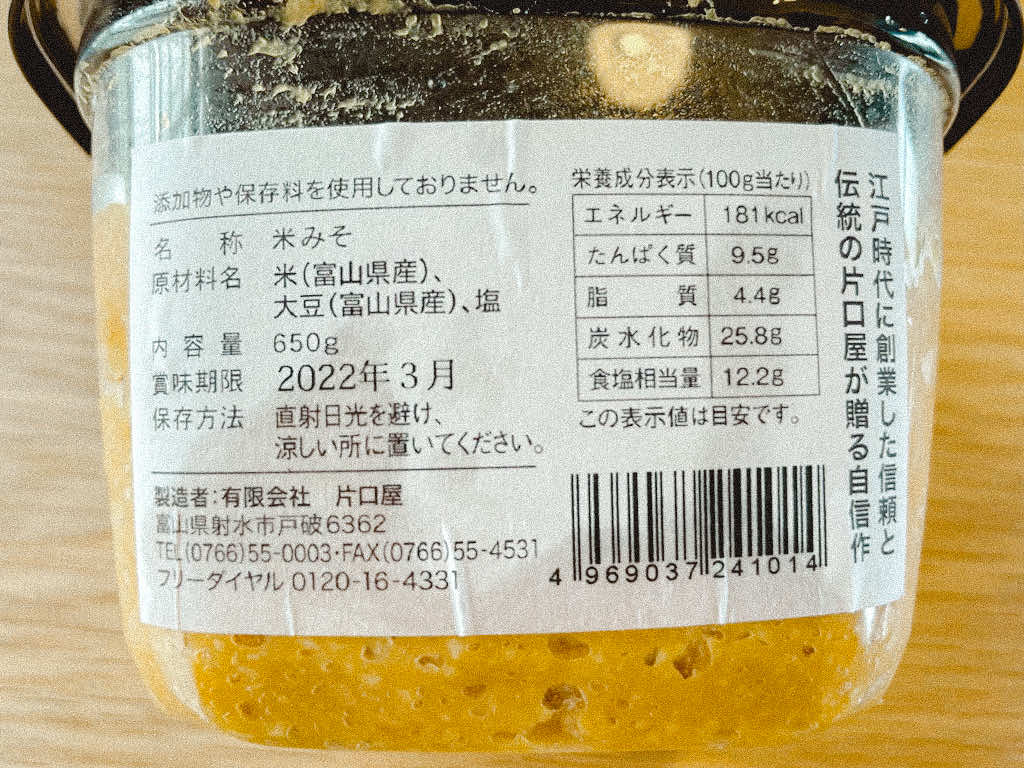 添加物や保存料を使用しておりません。
名称 米みそ
原材料名 米(富山県産)、
大豆(富山県産)、塩
内容量 650g
賞味期限 2022年3月
保存方法 直射日光を避け、
涼しい所に置いてください。
製造者:有限会社 片口屋
富山県射水市戸破6362
TEL(0766)55-0003・FAX(0766)55-4531
フリーダイヤル 0120-16-4331
栄養成分表示(100g当たり)
エネルギー 181kcal
たんぱく質 9.5g
脂質 4.4g
炭水化物 25.8g
食塩相当量 12.2g
この表示値は目安です。
4 969037 241014
江戸時代に創業した信頼と
伝統の片口屋が贈る自信作